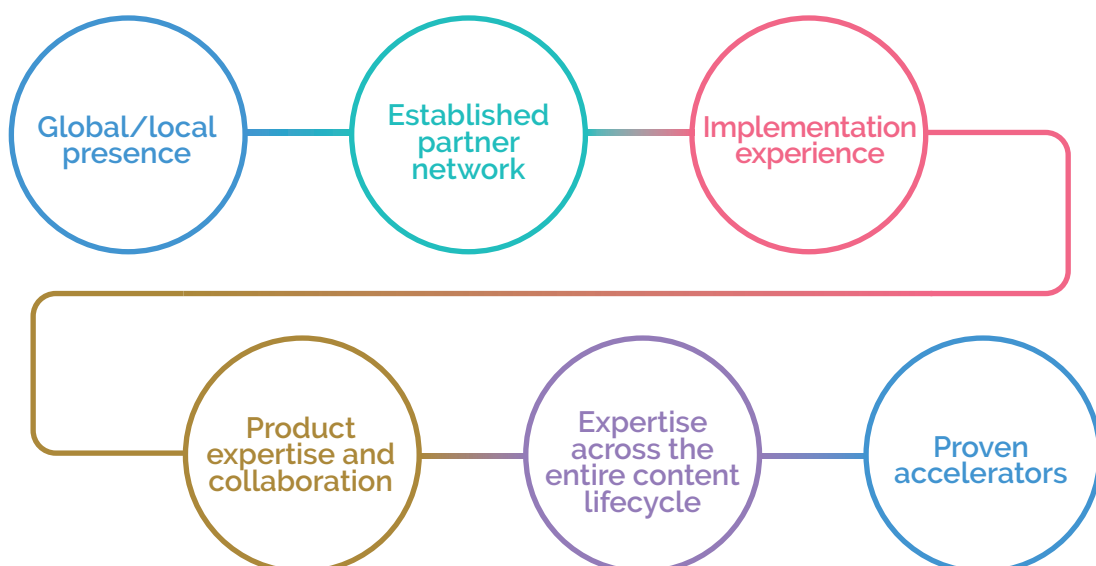 Global/local
presence
Established
partner
network
Implementation
experience
Product
expertise and
collaboration
Expertise
across the
entire content
lifecycle
Proven
accelerators